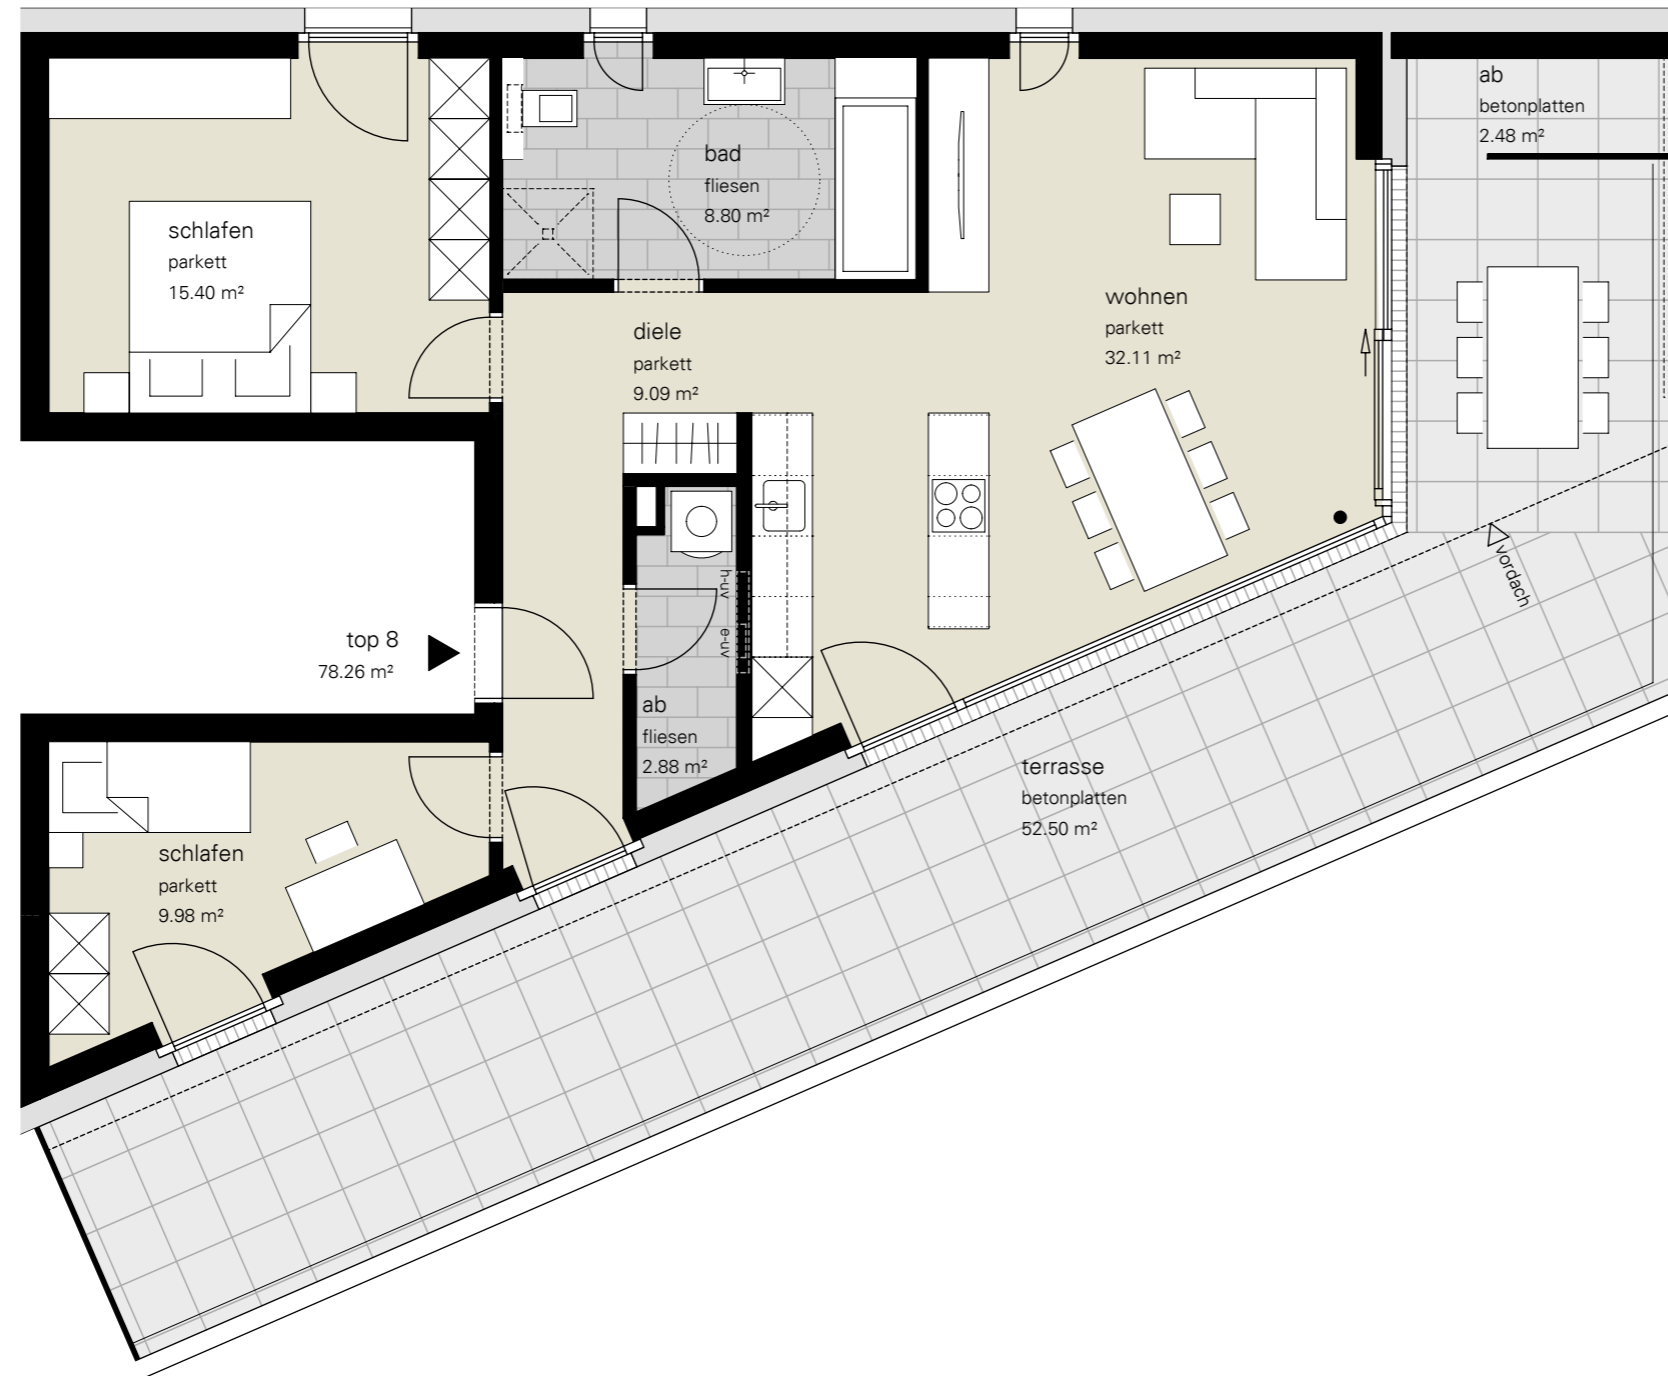 ab
betonplatten
2.48 m²
bad
fliesen
8.80 m²
schlafen
parkett
15.40 m²
wohnen
parkett
32.11 m²
diele
parkett
9.09 m²
vordach
h-uv
e-uv
top 8
78.26 m²
ab
fliesen
2.88 m²
terrasse
betonplatten
52.50 m²
schlafen
parkett
9.98 m²